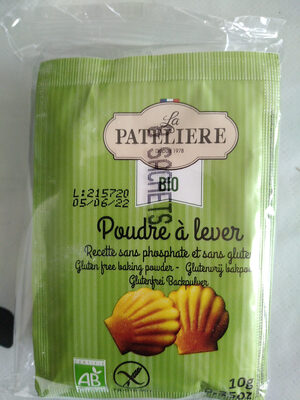 La
PATELIERE
DEPUIS 1978
SACHETS
BIO
L:215720
05/06/22
Poudre à lever
Recette sans phosphate et sans gluten
Gluten free baking powder - Glutenvrij bakpoeder
Glutenfrei Backpulver
10g
CERTIFIÉ
AB